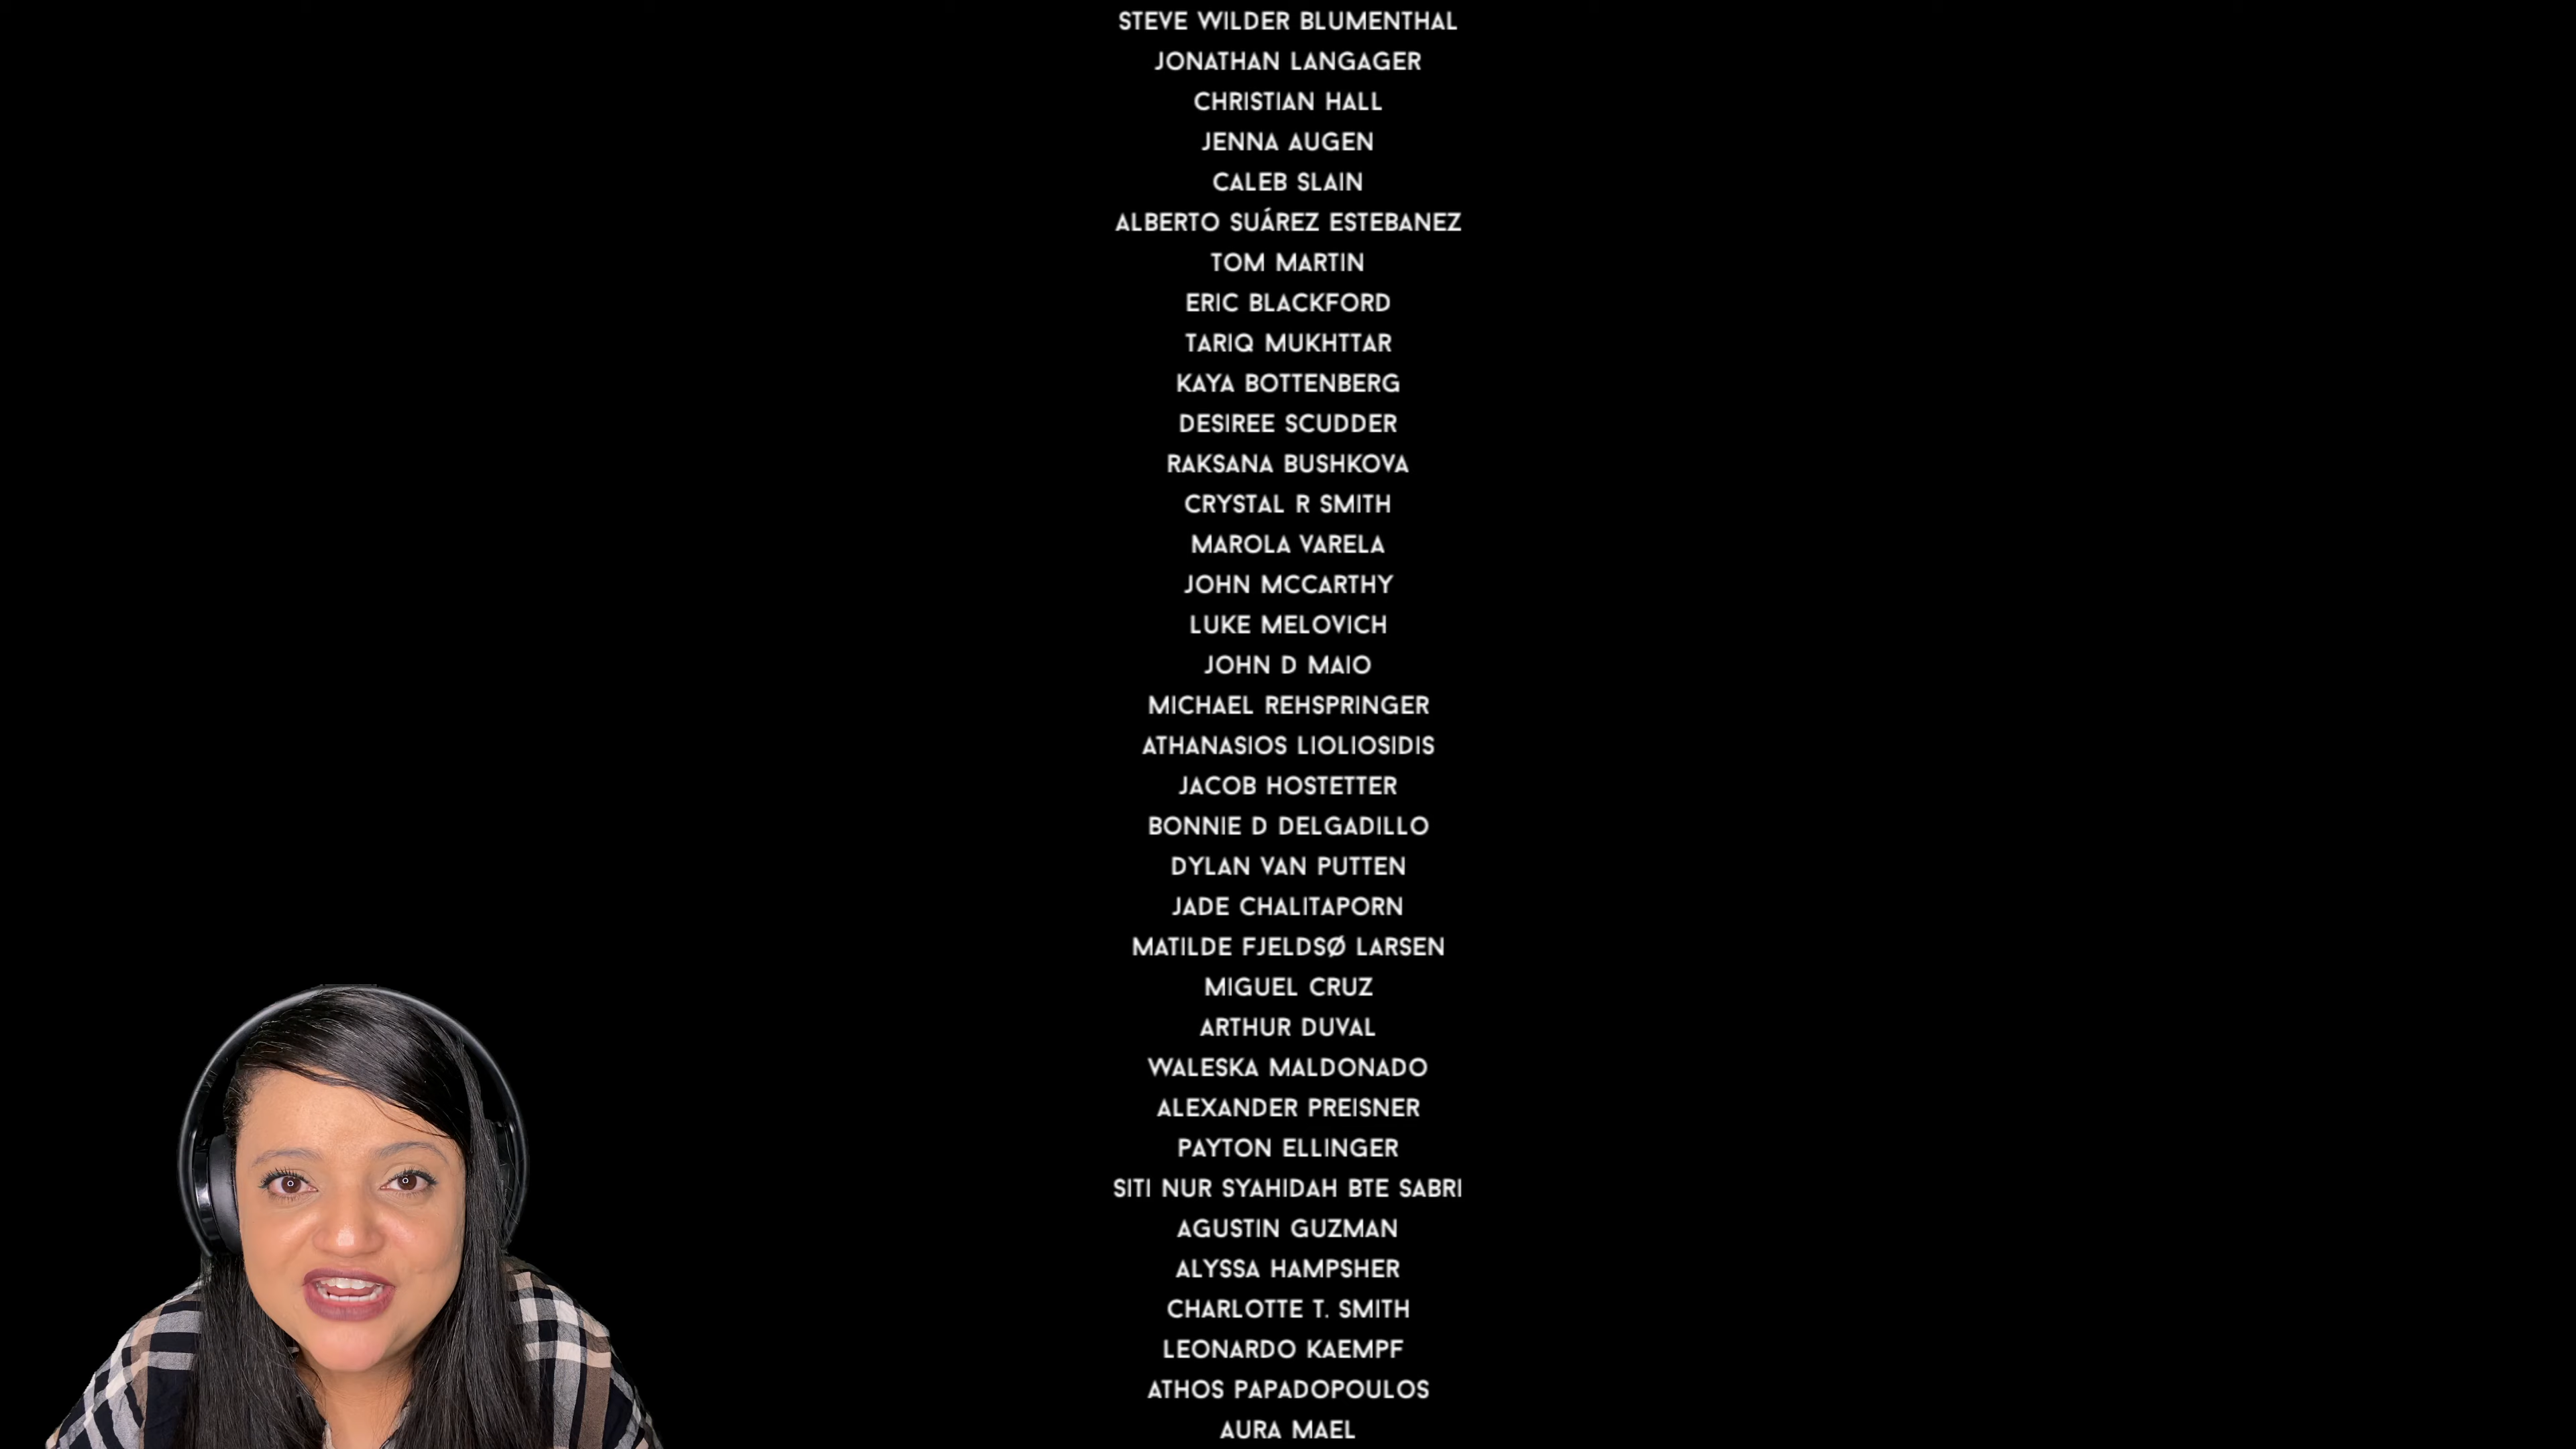 STEVE WILDER BLUMENTHAL
JONATHAN LANGAGER
CHRISTIAN HALL
JENNA AUGEN
CALEB SLAIN
ALBERTO SUÁREZ ESTEBANEZ
TOM MARTIN
ERIC BLACKFORD
TARIQ MUKHTTAR
KAYA BOTTENBERG
DESIREE SCUDDER
RAKSANA BUSHKOVA
CRYSTAL R SMITH
MAROLA VARELA
JOHN MCCARTHY
LUKE MELOVICH
JOHN D MAIO
MICHAEL REHSPRINGER
ATHANASIOS LIOLIOSIDIS
JACOB HOSTETTER
BONNIE D DELGADILLO
DYLAN VAN PUTTEN
JADE CHALITAPORN
MATILDE FJELDSØ LARSEN
MIGUEL CRUZ
ARTHUR DUVAL
WALESKA MALDONADO
ALEXANDER PREISNER
PAYTON ELLINGER
SITI NUR SYAHIDAH BTE SABRI
AGUSTIN GUZMAN
ALYSSA HAMPSHER
CHARLOTTE T. SMITH
LEONARDO KAEMPF
ATHOS PAPADOPOULOS
AURA MAEL